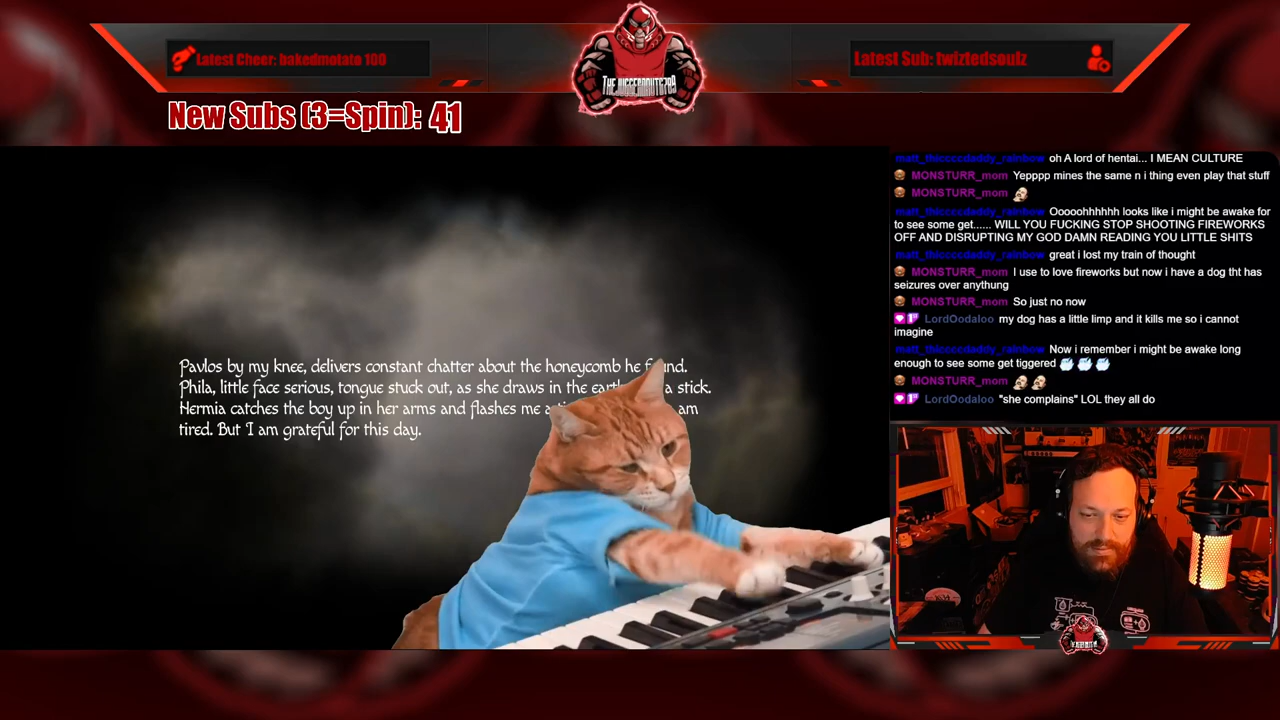 Latest Cheer: bakedmotato 100
THEJUGGERNAUT6789
Latest Sub: twiztedsoulz
New Subs (3=Spin): 41
matt_thiccccdaddy_rainbow oh A lord of hentai... I MEAN CULTURE
MONSTURR_mom Yepppp mines the same n i thing even play that stuff
MONSTURR_mom
matt_thiccccdaddy_rainbow Ooooohhhhhh looks like i might be awake for
to see some get...... WILL YOU FUCKING STOP SHOOTING FIREWORKS
OFF AND DISRUPTING MY GOD DAMN READING YOU LITTLE SHITS
matt_thiccccdaddy_rainbow great i lost my train of thought
MONSTURR_mom I use to love fireworks but now i have a dog tht has
seizures over anythung
MONSTURR_mom So just no now
LordOodaloo my dog has a little limp and it kills me so i cannot
imagine
matt_thiccccdaddy_rainbow Now i remember i might be awake long
enough to see some get tiggered
MONSTURR_mom
LordOodaloo "she complains" LOL they all do
Pavlos by my knee, delivers constant chatter about the honeycomb he
Phila, little face serious, tongue stuck out, as she draws in the a stick.
Hermia catches the boy up in her arms and flashes me am
tired. But I am grateful for this day.